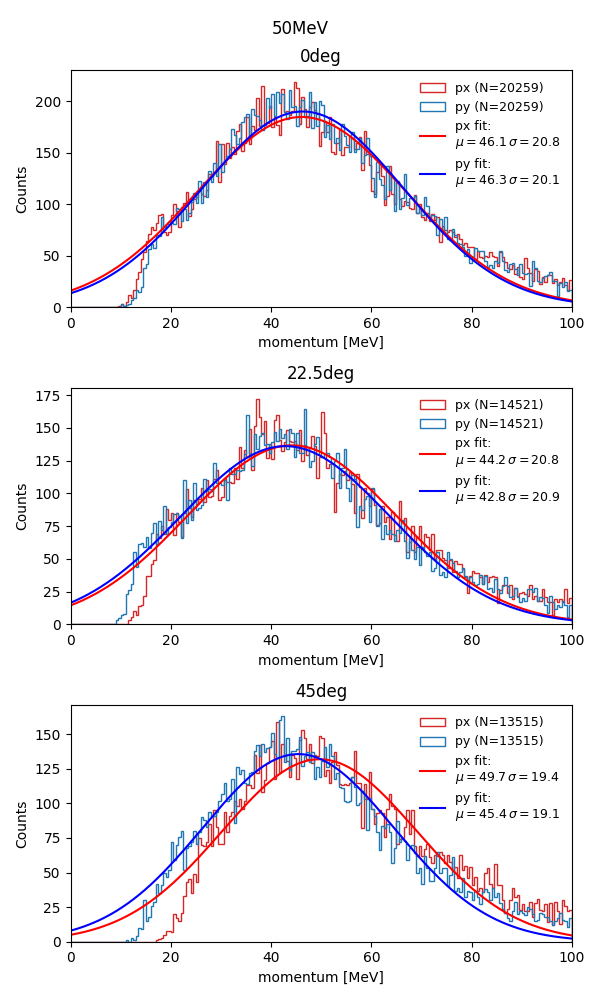 50MeV
0deg
200
150
100
50
0
Counts
px (N=20259)
py (N=20259)
px fit:
μ = 46.1 σ = 20.8
py fit:
μ = 46.3 σ = 20.1
0 20 40 60 80 100
momentum [MeV]
22.5deg
175
150
125
100
75
50
25
0
Counts
px (N=14521)
py (N=14521)
px fit:
μ = 44.2 σ = 20.8
py fit:
μ = 42.8 σ = 20.9
0 20 40 60 80 100
momentum [MeV]
45deg
150
125
100
75
50
25
0
Counts
px (N=13515)
py (N=13515)
px fit:
μ = 49.7 σ = 19.4
py fit:
μ = 45.4 σ = 19.1
0 20 40 60 80 100
momentum [MeV]